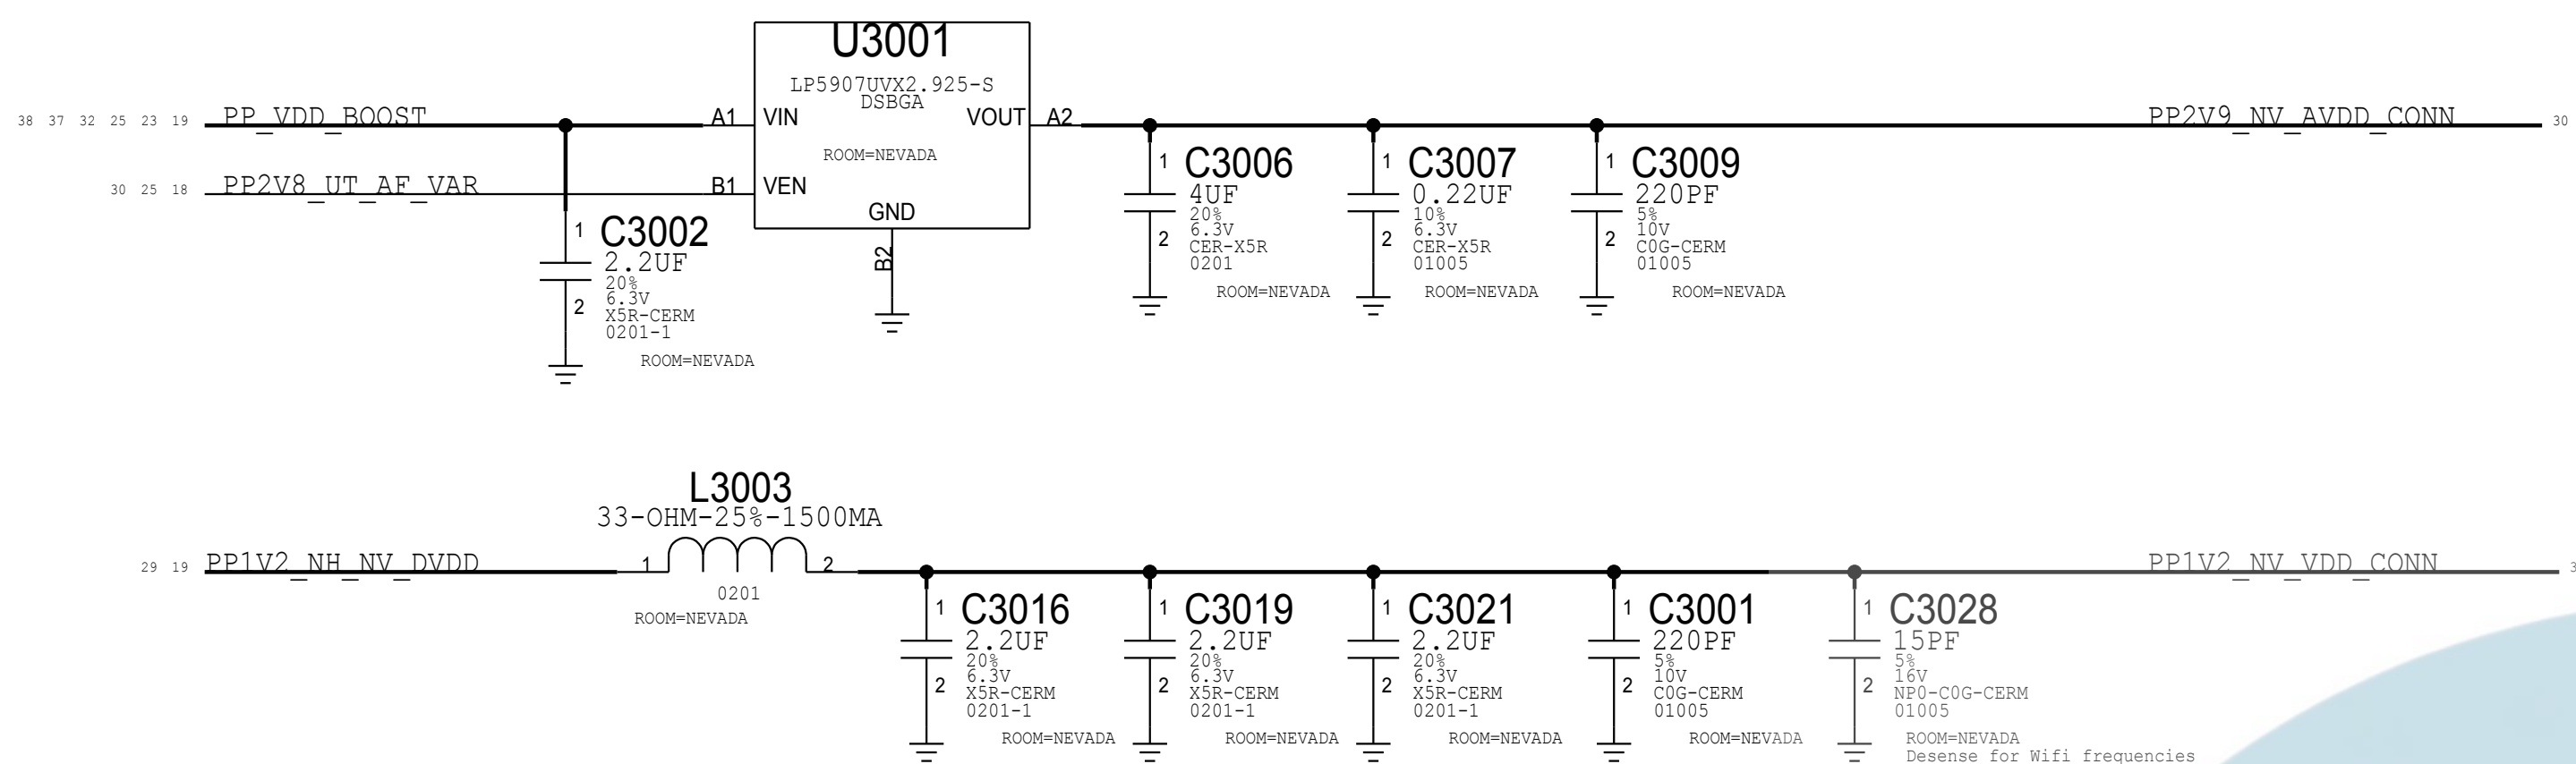 U3001
LP5907UVX2.925-S
DSBGA
38 37 32 25 23 19 PP_VDD_BOOST A1 VIN VOUT A2 PP2V9_NV_AVDD_CONN 30
ROOM=NEVADA
30 25 18 PP2V8_UT_AF_VAR B1 VEN
GND
B2
1 C3002
2.2UF
20%
6.3V
2 X5R-CERM
0201-1
ROOM=NEVADA
1 C3006
4UF
20%
6.3V
2 CER-X5R
0201
ROOM=NEVADA
1 C3007
0.22UF
10%
6.3V
2 CER-X5R
01005
ROOM=NEVADA
1 C3009
220PF
5%
10V
2 C0G-CERM
01005
ROOM=NEVADA
L3003
33-OHM-25%-1500MA
29 19 PP1V2_NH_NV_DVDD 1 2 PP1V2_NV_VDD_CONN
0201
ROOM=NEVADA
1 C3016
2.2UF
20%
6.3V
2 X5R-CERM
0201-1
ROOM=NEVADA
1 C3019
2.2UF
20%
6.3V
2 X5R-CERM
0201-1
ROOM=NEVADA
1 C3021
2.2UF
20%
6.3V
2 X5R-CERM
0201-1
ROOM=NEVADA
1 C3001
220PF
5%
10V
2 C0G-CERM
01005
ROOM=NEVADA
1 C3028
15PF
5%
16V
2 NP0-C0G-CERM
01005
ROOM=NEVADA
Desense for Wifi frequencies